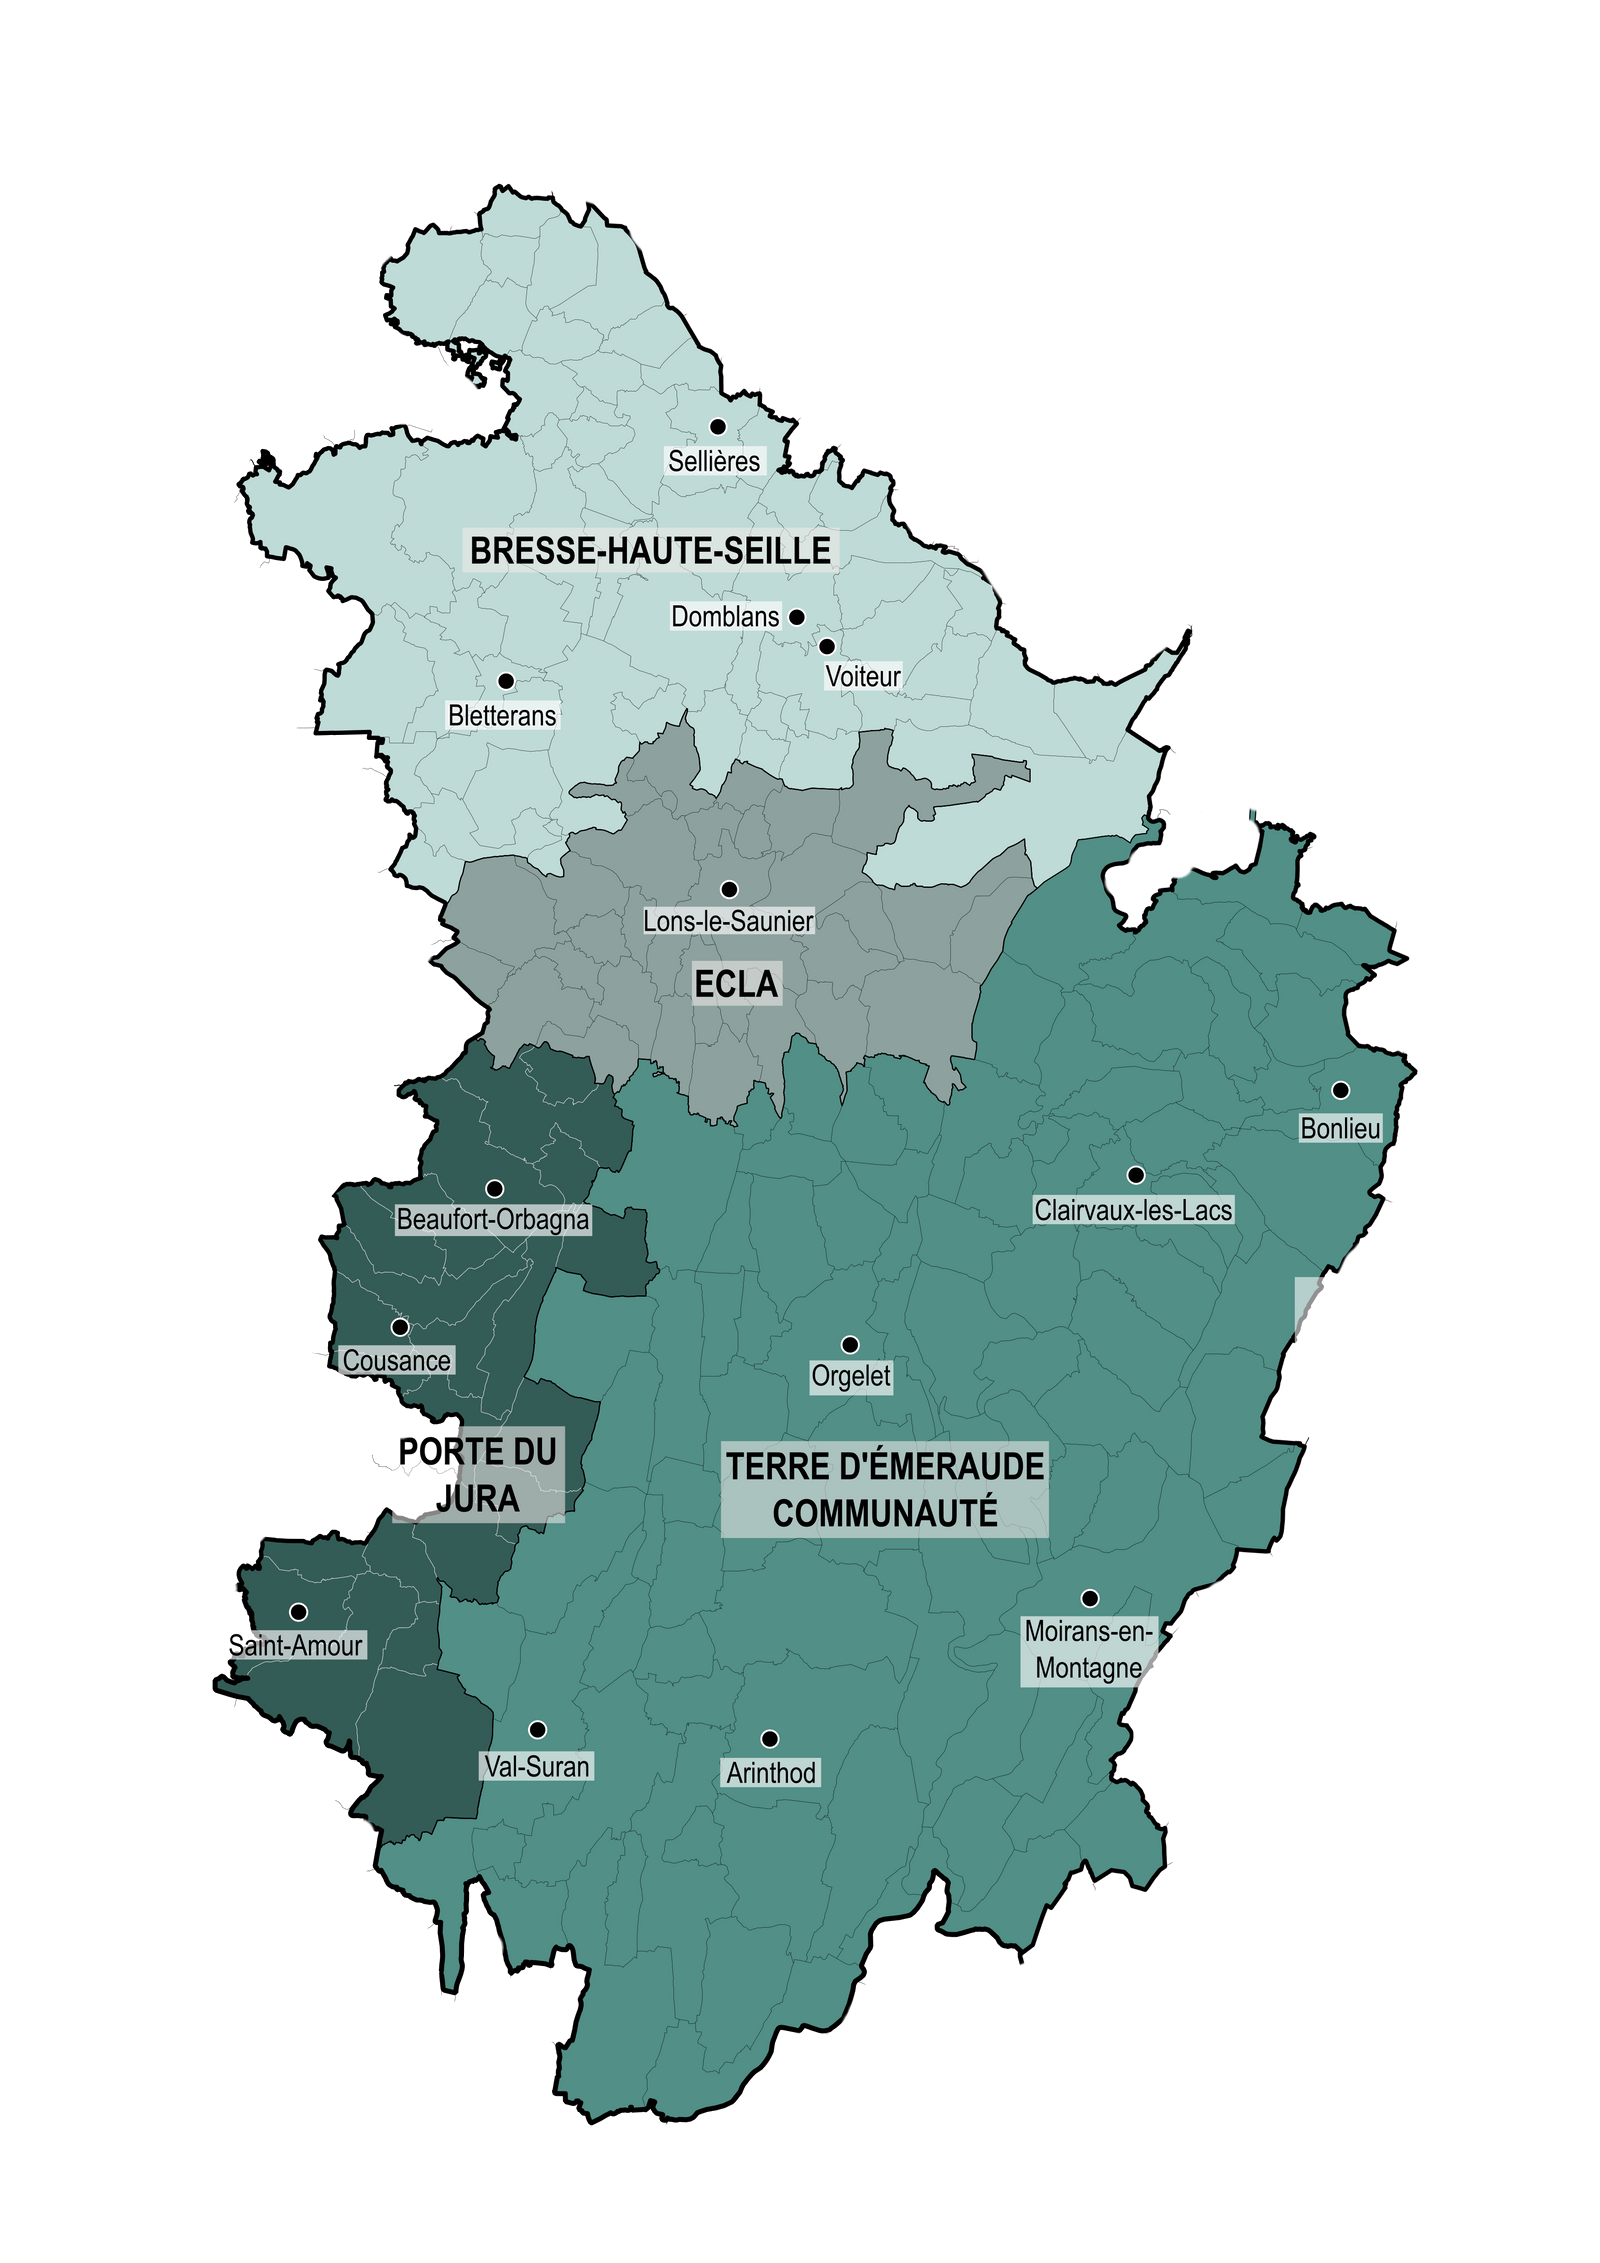 Sellières
BRESSE-HAUTE-SEILLE
Domblans
Voiteur
Bletterans
Lons-le-Saunier
ECLA
Bonlieu
Clairvaux-les-Lacs
Beaufort-Orbagna
Cousance
Orgelet
PORTE DU
JURA
TERRE D'ÉMERAUDE
COMMUNAUTÉ
Saint-Amour
Moirans-en-
Montagne
Val-Suran
Arinthod